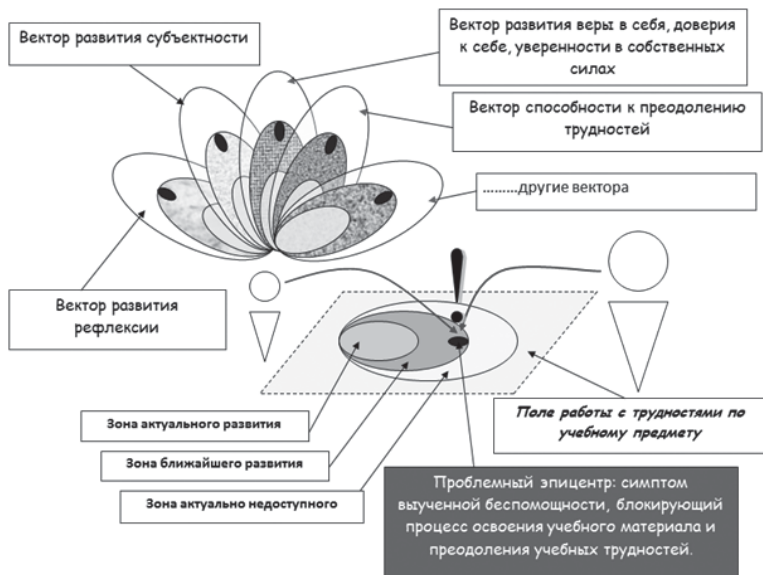 Вектор развития субъектности
Вектор развития веры в себя, доверия
к себе, уверенности в собственных
силах
Вектор способности к преодолению
трудностей
.........другие вектора
Вектор развития
рефлексии
Зона актуального развития
Зона ближайшего развития
Зона актуально недоступного
Поле работы с трудностями по
учебному предмету
Проблемный эпицентр: симптом
выученной беспомощности, блокирующий
процесс освоения учебного материала и
преодоления учебных трудностей.